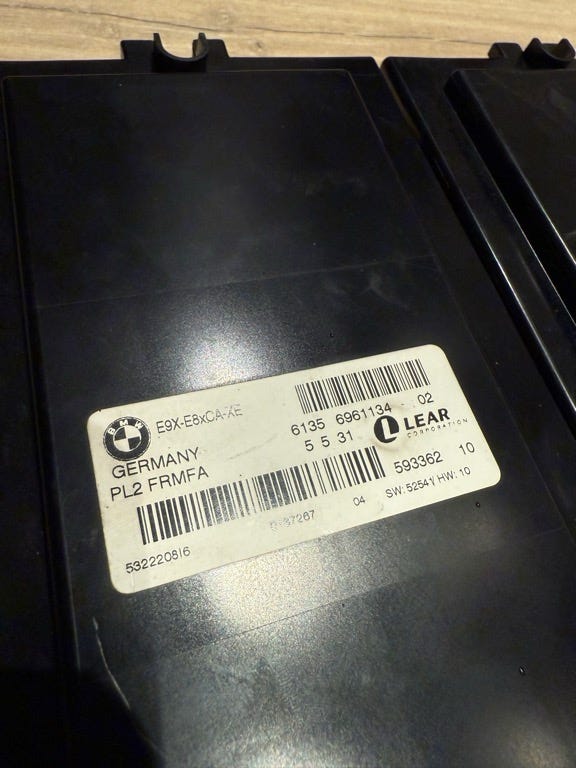 BMW
E9X-E8xCA-XE
6135 6961134 02
GERMANY
5 5 31
LEAR
CORPORATION
PL2 FRMFA
593362 10
04
SW: 52541/ HW: 10
532220816